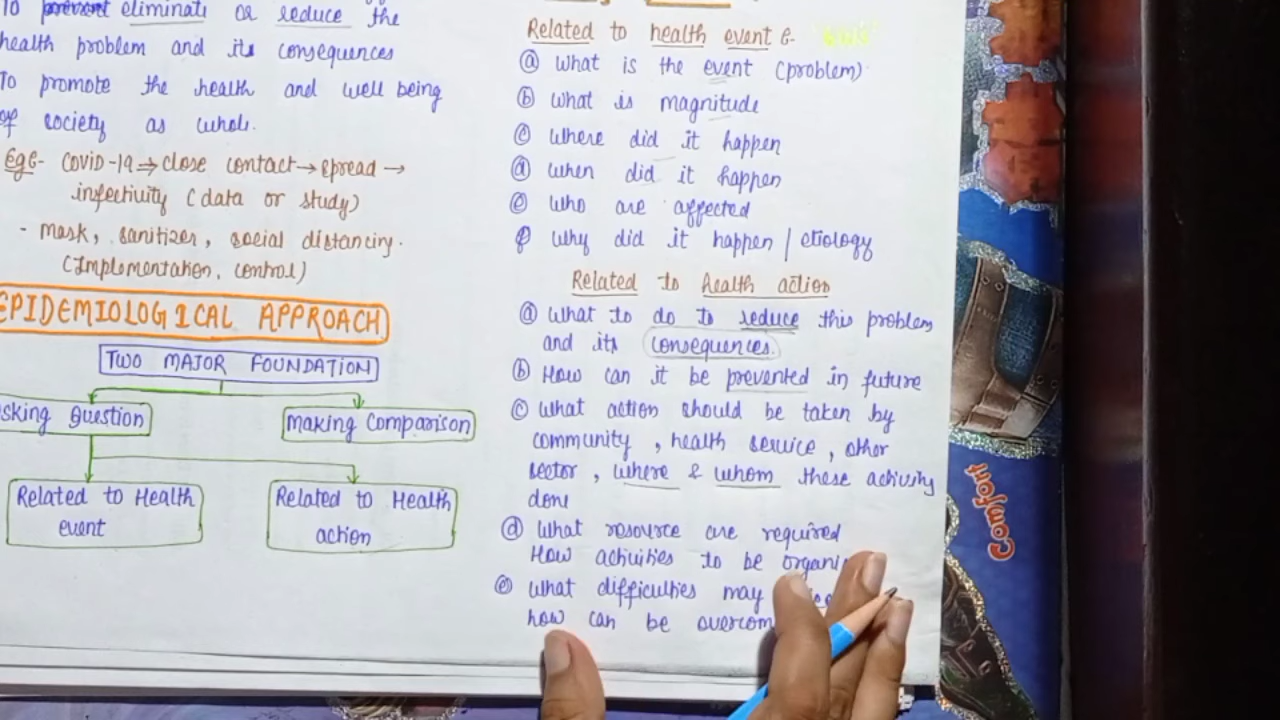 To prevent eliminate or reduce the
health problem and its consequences
To promote the health and well being
of society as whole.
Eg:- Covid-19 ⇒ close contact → spread →
infectivity (data or study)
- mask, sanitizer, social distancing.
(Implementation, control)
EPIDEMIOLOGICAL APPROACH
TWO MAJOR FOUNDATION
sking question
making Comparison
Related to Health
event
Related to Health
action
Related to health event :-
(a) What is the event (problem)
(b) What is magnitude
(c) where did it happen
(d) when did it happen
(e) Who are affected
(f) Why did it happen / etiology
Related to health action
(a) What to do to reduce this problem
and its consequences.
(b) How can it be prevented in future
(c) What action should be taken by
community, health service, other
sector, where & whom these activity
done
(d) What resource are required
How activities to be organi
(e) What difficulties may
how can be overcom
Comfort